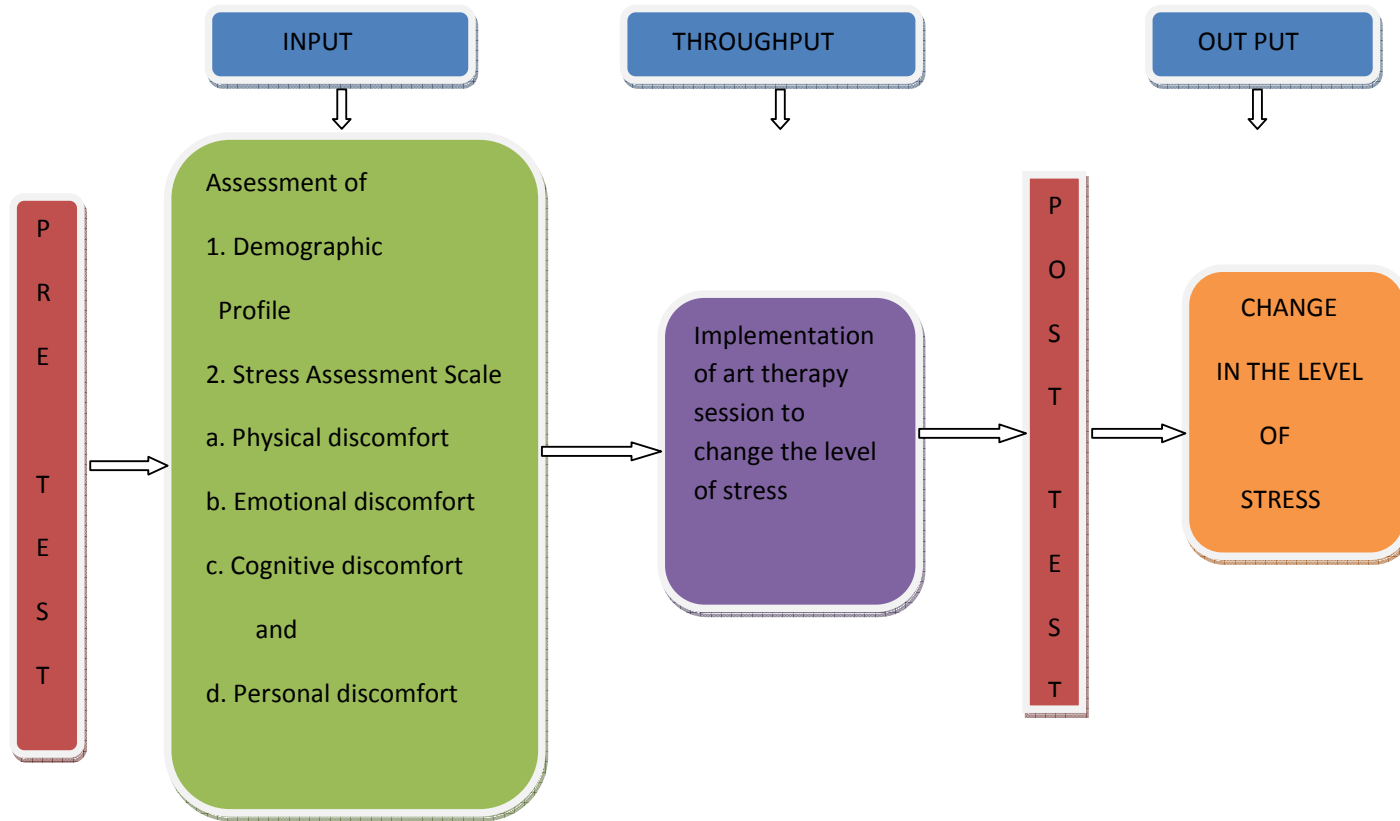 INPUT
THROUGHPUT
OUT PUT
P
R
E
T
E
S
T
Assessment of
1. Demographic
Profile
2. Stress Assessment Scale
a. Physical discomfort
b. Emotional discomfort
c. Cognitive discomfort
and
d. Personal discomfort
Implementation
of art therapy
session to
change the level
of stress
P
O
S
T
T
E
S
T
CHANGE
IN THE LEVEL
OF
STRESS